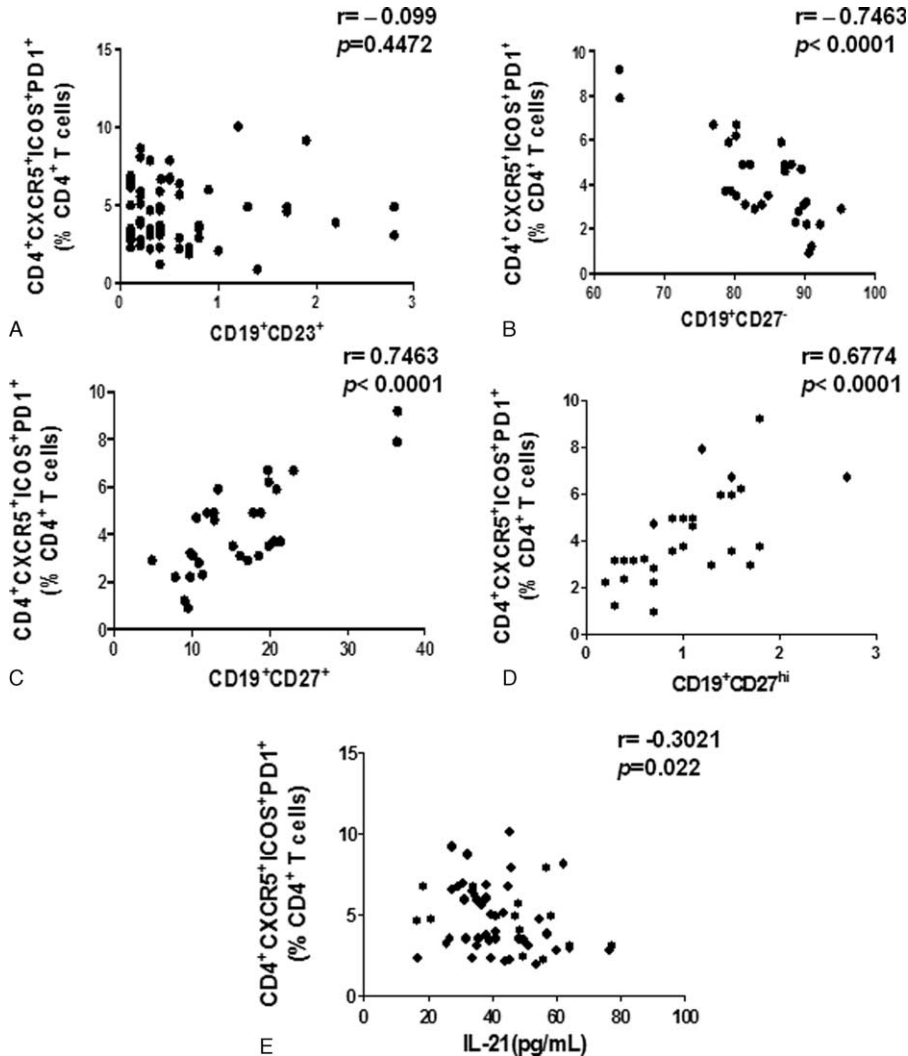 r= – 0.099
p=0.4472
CD4⁺CXCR5⁺ICOS⁺PD1⁺
(% CD4⁺ T cells)
15
10
5
0
0
1
2
3
CD19⁺CD23⁺
A
r= – 0.7463
p< 0.0001
CD4⁺CXCR5⁺ICOS⁺PD1⁺
(% CD4⁺ T cells)
10
8
6
4
2
0
60
70
80
90
100
CD19⁺CD27⁻
B
r= 0.7463
p< 0.0001
CD4⁺CXCR5⁺ICOS⁺PD1⁺
(% CD4⁺ T cells)
10
8
6
4
2
0
0
10
20
30
40
CD19⁺CD27⁺
C
r= 0.6774
p< 0.0001
CD4⁺CXCR5⁺ICOS⁺PD1⁺
(% CD4⁺ T cells)
10
8
6
4
2
0
0
1
2
3
CD19⁺CD27ʰⁱ
D
r= -0.3021
p=0.022
CD4⁺CXCR5⁺ICOS⁺PD1⁺
(% CD4⁺ T cells)
15
10
5
0
0
20
40
60
80
100
IL-21(pg/mL)
E